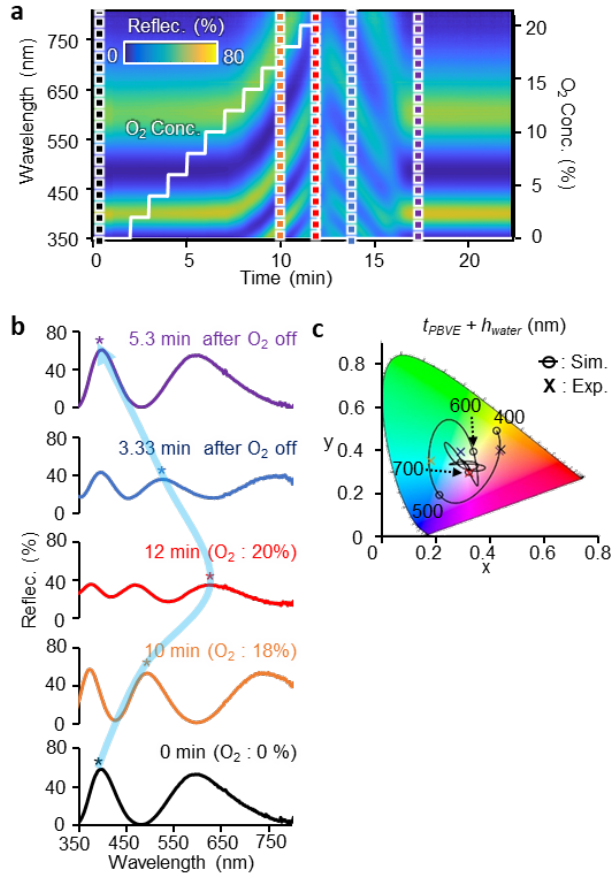 a
Reflec. (%)
0
80
O₂ Conc.
Wavelength (nm)
750
650
550
450
350
O₂ Conc. (%)
20
15
10
5
0
0
5
10
15
20
Time (min)
b
80
40
0
5.3 min after O₂ off
*
80
40
0
3.33 min after O₂ off
*
80
40
0
12 min (O₂ : 20%)
*
80
40
0
10 min (O₂ : 18%)
*
80
40
0
0 min (O₂ : 0 %)
*
Reflec. (%)
350
450
550
650
750
Wavelength (nm)
c
t_PBVE + h_water (nm)
O : Sim.
X : Exp.
0.8
0.6
0.4
0.2
0
y
600
400
700
500
0
0.2
0.4
0.6
0.8
x